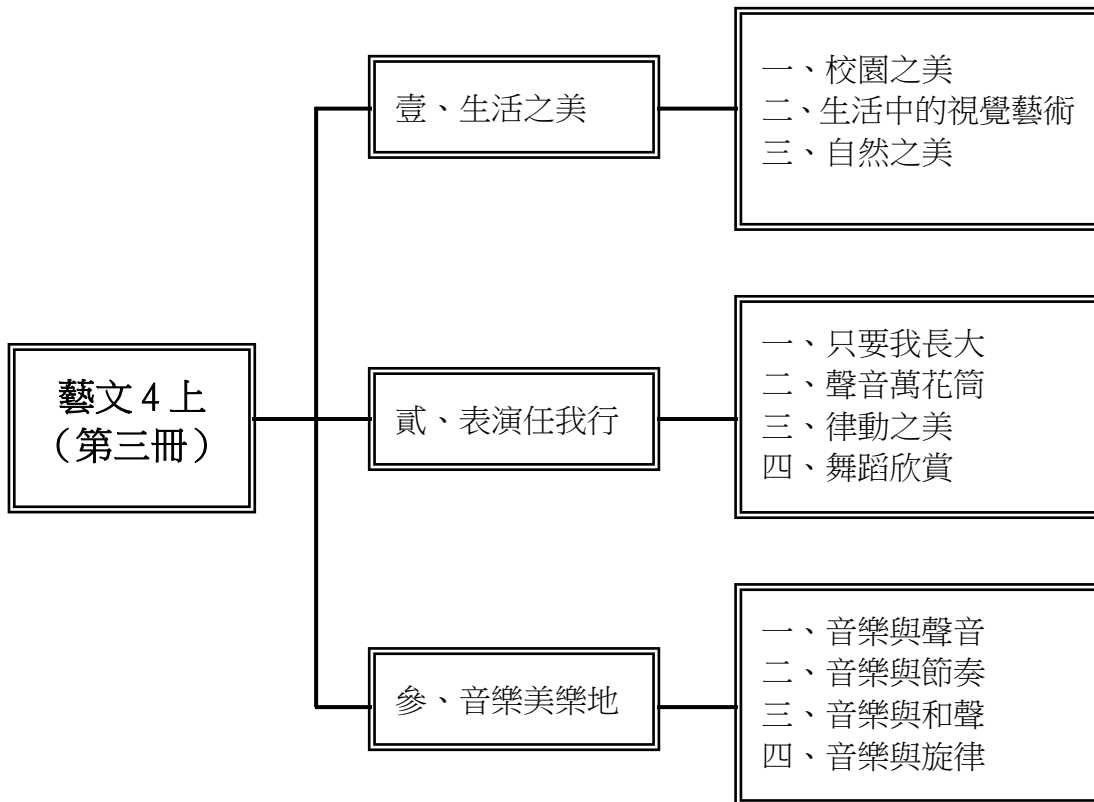 藝文4上
（第三冊）
壹、生活之美
一、校園之美
二、生活中的視覺藝術
三、自然之美
貳、表演任我行
一、只要我長大
二、聲音萬花筒
三、律動之美
四、舞蹈欣賞
參、音樂美樂地
一、音樂與聲音
二、音樂與節奏
三、音樂與和聲
四、音樂與旋律